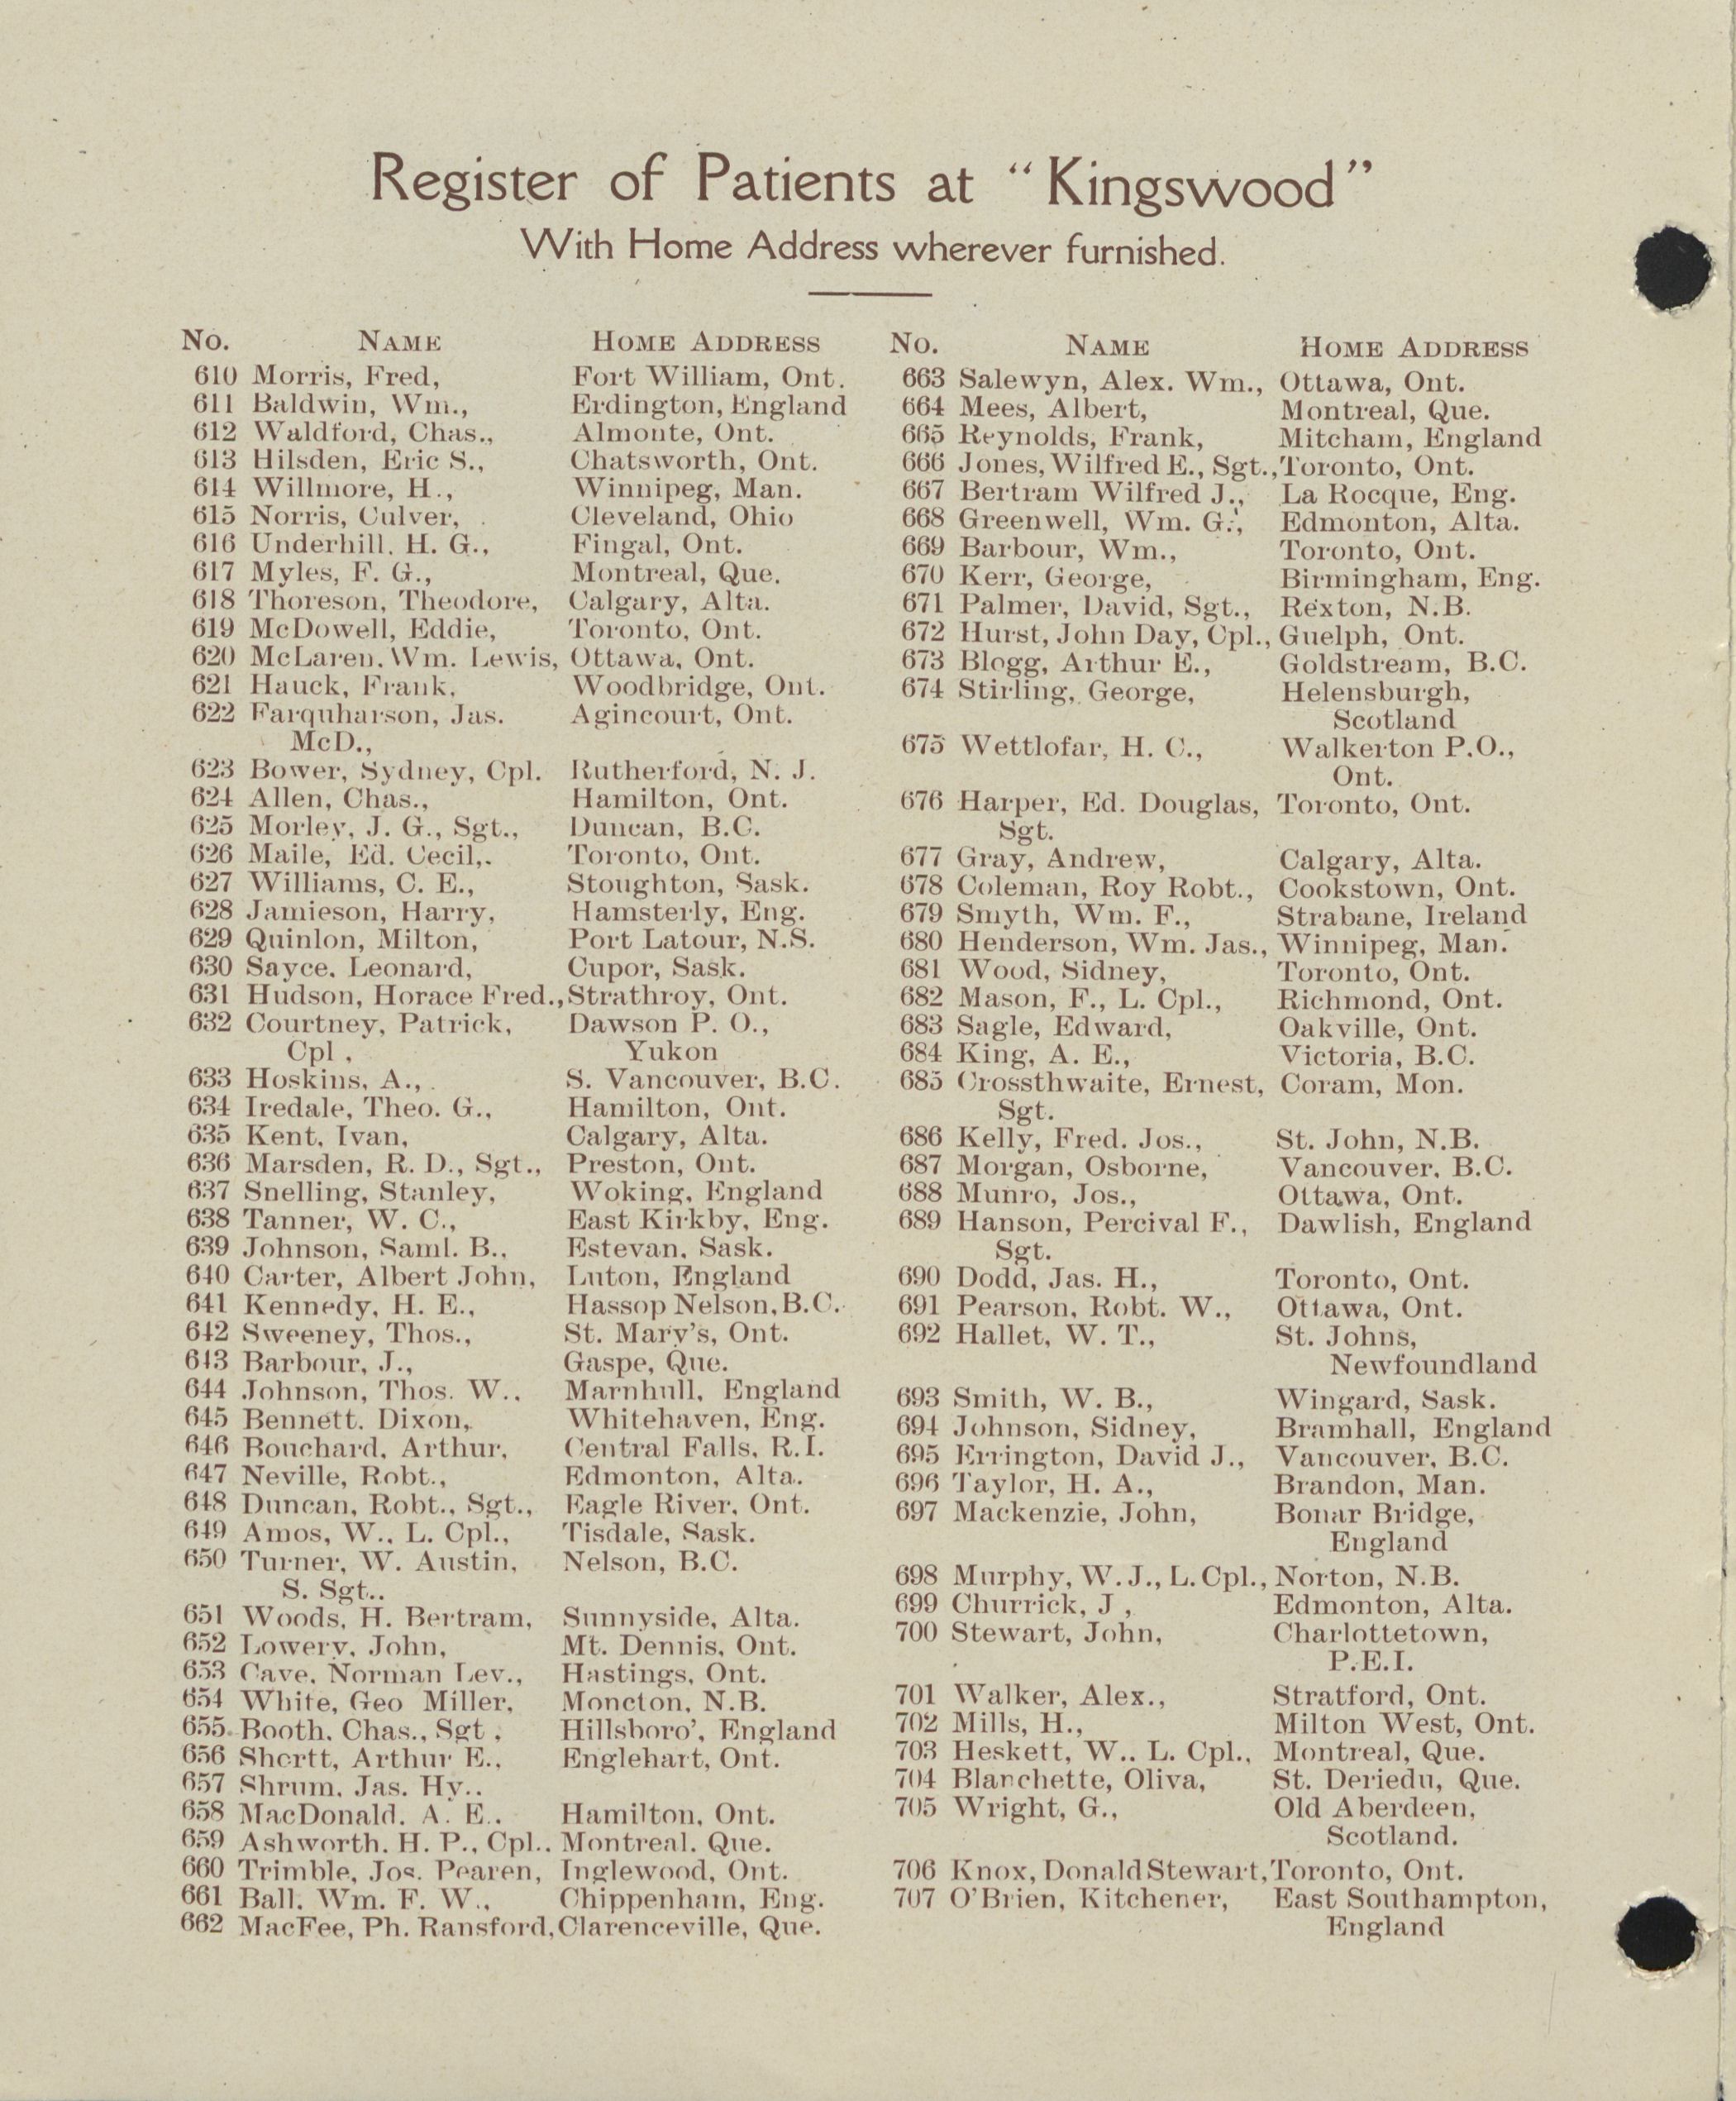 Register of Patients at "Kingswood"
With Home Address wherever furnished.
No. NAME HOME ADDRESS
610 Morris, Fred, Fort William, Ont.
611 Baldwin, Wm., Erdington, England
612 Waldford, Chas., Almonte, Ont.
613 Hilsden, Eric S., Chatsworth, Ont.
614 Willmore, H., Winnipeg, Man.
615 Norris, Culver, Cleveland, Ohio
616 Underhill. H. G., Fingal, Ont.
617 Myles, F. G., Montreal, Que.
618 Thoreson, Theodore, Calgary, Alta.
619 McDowell, Eddie, Toronto, Ont.
620 McLaren. Wm. Lewis, Ottawa, Ont.
621 Hauck, Frank, Woodbridge, Ont.
622 Farquharson, Jas. Agincourt, Ont.
McD.,
623 Bower, Sydney, Cpl. Rutherford, N. J.
624 Allen, Chas., Hamilton, Ont.
625 Morley, J. G., Sgt., Duncan, B.C.
626 Maile, Ed. Cecil,. Toronto, Ont.
627 Williams, C. E., Stoughton, Sask.
628 Jamieson, Harry, Hamsterly, Eng.
629 Quinlon, Milton, Port Latour, N.S.
630 Sayce. Leonard, Cupor, Sask.
631 Hudson, Horace Fred., Strathroy, Ont.
632 Courtney, Patrick, Dawson P. O.,
Cpl , Yukon
633 Hoskins, A., S. Vancouver, B.C.
634 Iredale, Theo. G., Hamilton, Ont.
635 Kent, Ivan, Calgary, Alta.
636 Marsden, R. D., Sgt., Preston, Ont.
637 Snelling, Stanley, Woking, England
638 Tanner, W. C., East Kirkby, Eng.
639 Johnson, Saml. B., Estevan, Sask.
640 Carter, Albert John, Luton, England
641 Kennedy, H. E., Hassop Nelson, B.C.
642 Sweeney, Thos., St. Mary's, Ont.
643 Barbour, J., Gaspe, Que.
644 Johnson, Thos. W.. Marnhull, England
645 Bennett. Dixon, Whitehaven, Eng.
646 Bouchard, Arthur, Central Falls, R.I.
647 Neville, Robt., Edmonton, Alta.
648 Duncan, Robt., Sgt., Eagle River, Ont.
649 Amos, W., L. Cpl., Tisdale, Sask.
650 Turner, W. Austin, Nelson, B.C.
S. Sgt..
651 Woods, H. Bertram, Sunnyside, Alta.
652 Lowery, John, Mt. Dennis, Ont.
653 Cave, Norman Lev., Hastings, Ont.
654 White, Geo Miller, Moncton, N.B.
655 Booth, Chas., Sgt , Hillsboro', England
656 Shortt, Arthur E., Englehart, Ont.
657 Shrum, Jas. Hy..
658 MacDonald. A. E.. Hamilton, Ont.
659 Ashworth. H. P., Cpl.. Montreal. Que.
660 Trimble, Jos. Pearen, Inglewood, Ont.
661 Ball. Wm. F. W., Chippenham, Eng.
662 MacFee, Ph. Ransford, Clarenceville, Que.
No. NAME HOME ADDRESS
663 Salewyn, Alex. Wm., Ottawa, Ont.
664 Mees, Albert, Montreal, Que.
665 Reynolds, Frank, Mitcham, England
666 Jones, Wilfred E., Sgt., Toronto, Ont.
667 Bertram Wilfred J., La Rocque, Eng.
668 Greenwell, Wm. G., Edmonton, Alta.
669 Barbour, Wm., Toronto, Ont.
670 Kerr, George, Birmingham, Eng.
671 Palmer, David, Sgt., Rexton, N.B.
672 Hurst, John Day, Cpl., Guelph, Ont.
673 Blogg, Arthur E., Goldstream, B.C.
674 Stirling, George, Helensburgh,
Scotland
675 Wettlofar, H. C., Walkerton P.O.,
Ont.
676 Harper, Ed. Douglas, Toronto, Ont.
Sgt.
677 Gray, Andrew, Calgary, Alta.
678 Coleman, Roy Robt., Cookstown, Ont.
679 Smyth, Wm. F., Strabane, Ireland
680 Henderson, Wm. Jas., Winnipeg, Man.
681 Wood, Sidney, Toronto, Ont.
682 Mason, F., L. Cpl., Richmond, Ont.
683 Sagle, Edward, Oakville, Ont.
684 King, A. E., Victoria, B.C.
685 Crossthwaite, Ernest, Coram, Mon.
Sgt.
686 Kelly, Fred. Jos., St. John, N.B.
687 Morgan, Osborne, Vancouver, B.C.
688 Munro, Jos., Ottawa, Ont.
689 Hanson, Percival F., Dawlish, England
Sgt.
690 Dodd, Jas. H., Toronto, Ont.
691 Pearson, Robt. W., Ottawa, Ont.
692 Hallet, W. T., St. Johns,
Newfoundland
693 Smith, W. B., Wingard, Sask.
694 Johnson, Sidney, Bramhall, England
695 Errington, David J., Vancouver, B.C.
696 Taylor, H. A., Brandon, Man.
697 Mackenzie, John, Bonar Bridge,
England
698 Murphy, W. J., L. Cpl., Norton, N.B.
699 Churrick, J , Edmonton, Alta.
700 Stewart, John, Charlottetown,
P.E.I.
701 Walker, Alex., Stratford, Ont.
702 Mills, H., Milton West, Ont.
703 Heskett, W.. L. Cpl., Montreal, Que.
704 Blanchette, Oliva, St. Deriedu, Que.
705 Wright, G., Old Aberdeen,
Scotland.
706 Knox, Donald Stewart, Toronto, Ont.
707 O'Brien, Kitchener, East Southampton,
England